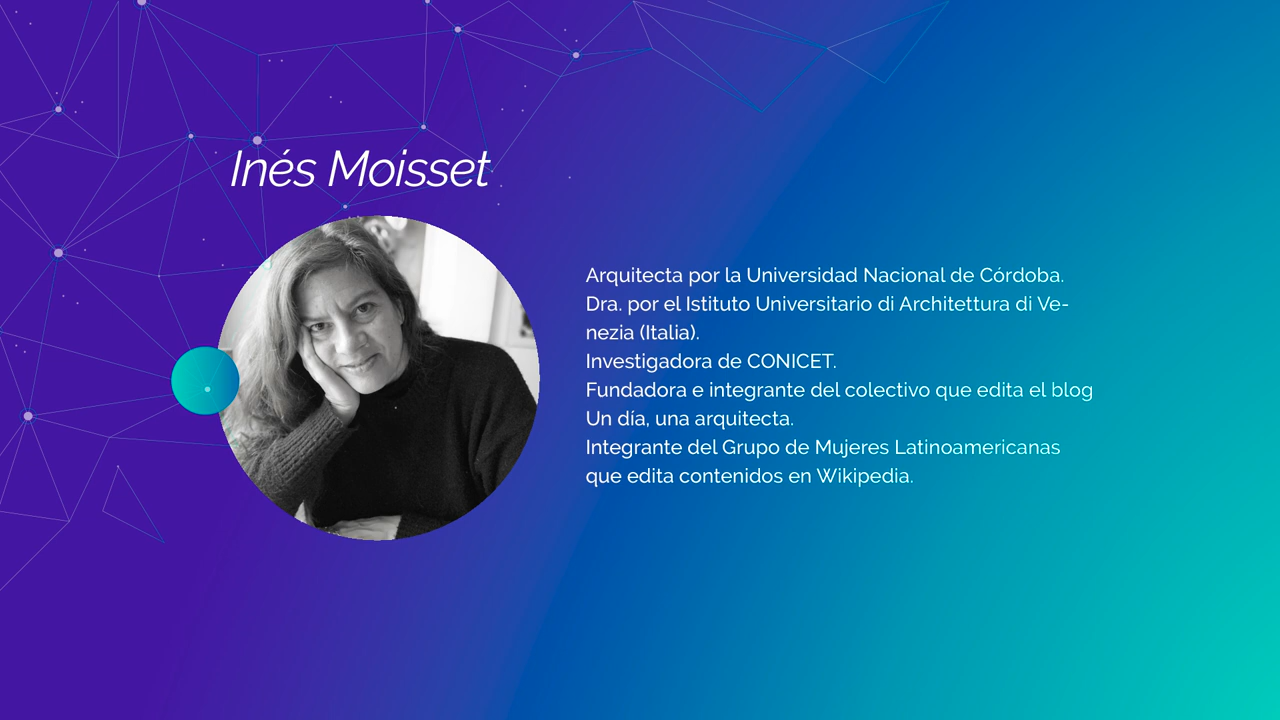 Inés Moisset
Arquitecta por la Universidad Nacional de Córdoba.
Dra. por el Istituto Universitario di Architettura di Ve-
nezia (Italia).
Investigadora de CONICET.
Fundadora e integrante del colectivo que edita el blog
Un día, una arquitecta.
Integrante del Grupo de Mujeres Latinoamericanas
que edita contenidos en Wikipedia.